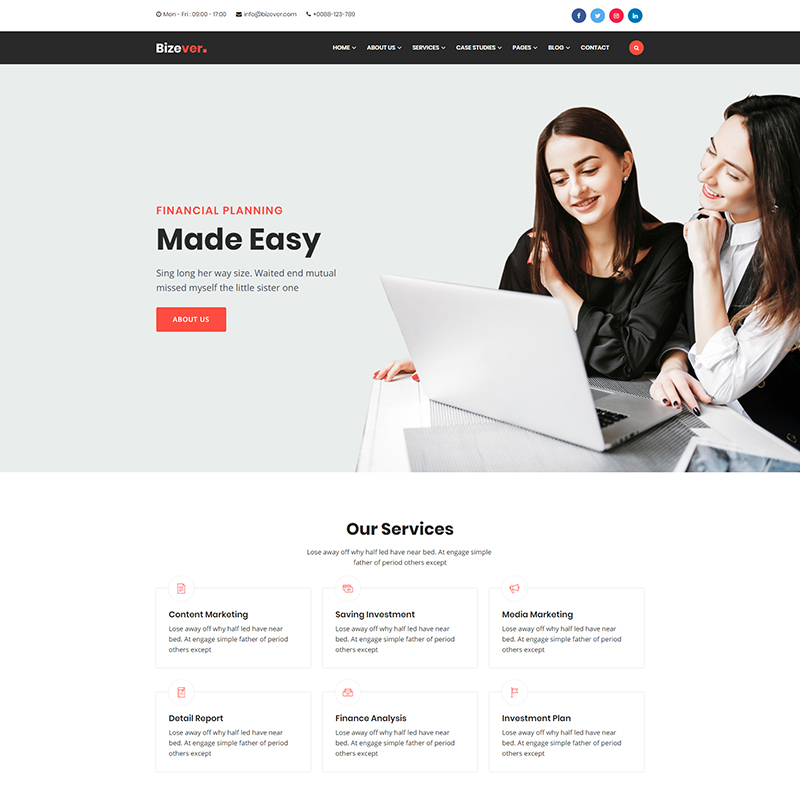 Mon - Fri : 09:00 - 17:00 info@bizever.com +0088-123-789
Bizever.
HOME ABOUT US SERVICES CASE STUDIES PAGES BLOG CONTACT
FINANCIAL PLANNING
Made Easy
Sing long her way size. Waited end mutual
missed myself the little sister one
ABOUT US
Our Services
Lose away off why half led have near bed. At engage simple
father of period others except
Content Marketing
Lose away off why half led have near
bed. At engage simple father of period
others except
Saving Investment
Lose away off why half led have near
bed. At engage simple father of period
others except
Media Marketing
Lose away off why half led have near
bed. At engage simple father of period
others except
Detail Report
Lose away off why half led have near
bed. At engage simple father of period
others except
Finance Analysis
Lose away off why half led have near
bed. At engage simple father of period
others except
Investment Plan
Lose away off why half led have near
bed. At engage simple father of period
others except